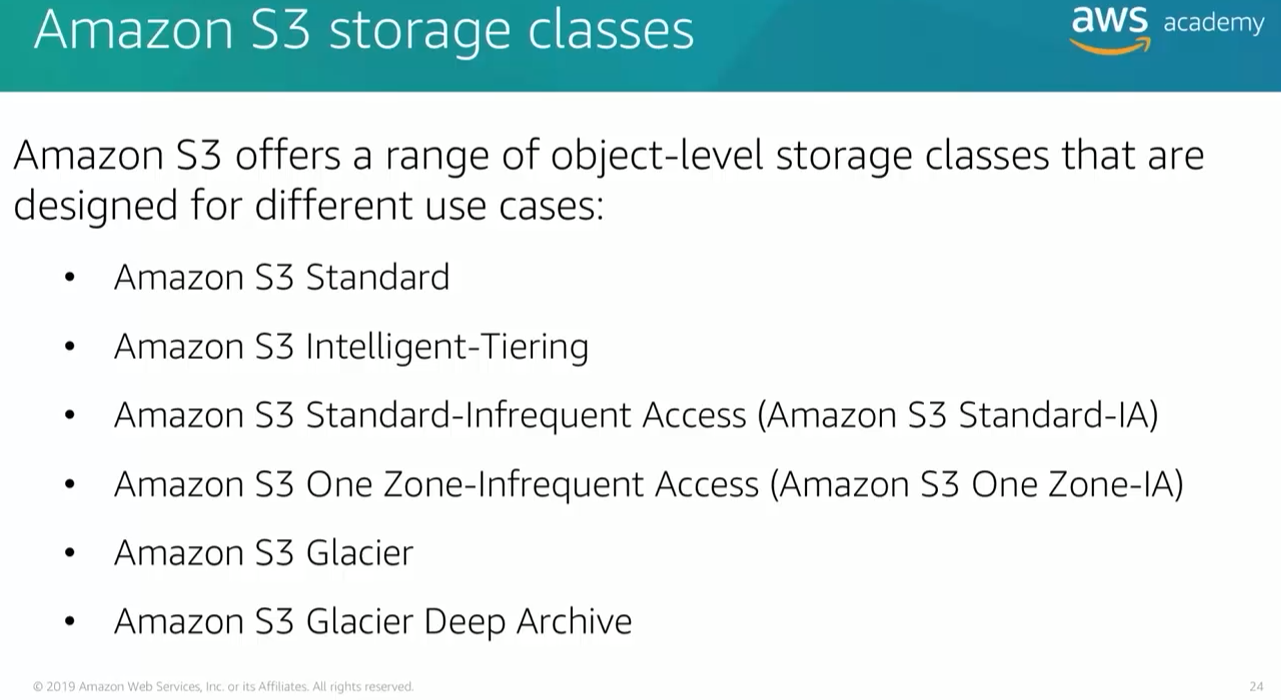 Amazon S3 storage classes
aws academy
Amazon S3 offers a range of object-level storage classes that are
designed for different use cases:
• Amazon S3 Standard
• Amazon S3 Intelligent-Tiering
• Amazon S3 Standard-Infrequent Access (Amazon S3 Standard-IA)
• Amazon S3 One Zone-Infrequent Access (Amazon S3 One Zone-IA)
• Amazon S3 Glacier
• Amazon S3 Glacier Deep Archive
© 2019 Amazon Web Services, Inc. or its Affiliates. All rights reserved.
24